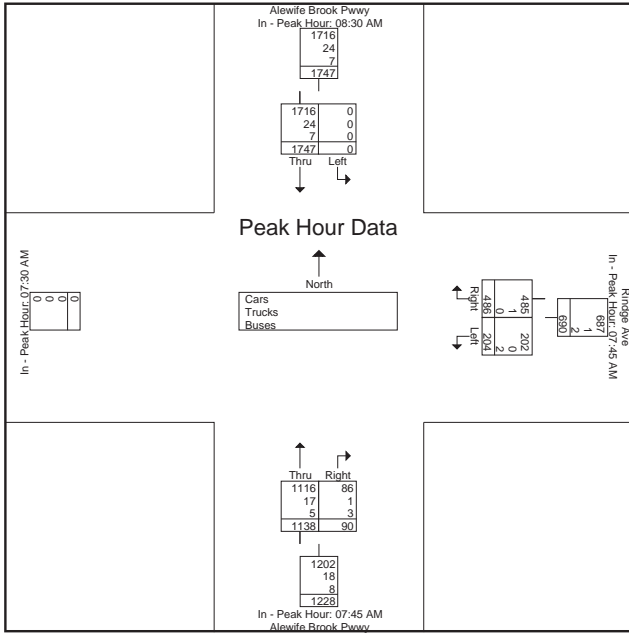 Alewife Brook Pwwy
In - Peak Hour: 08:30 AM
1716
24
7
1747
1716 0
24 0
7 0
1747 0
Thru Left
Peak Hour Data
North
Cars
Trucks
Buses
In - Peak Hour: 07:30 AM
0
0
0
0
Rindge Ave
In - Peak Hour: 07:45 AM
687
1
2
690
485 202
1 0
0 2
486 204
Right Left
Thru Right
1116 86
17 1
5 3
1138 90
1202
18
8
1228
In - Peak Hour: 07:45 AM
Alewife Brook Pwwy